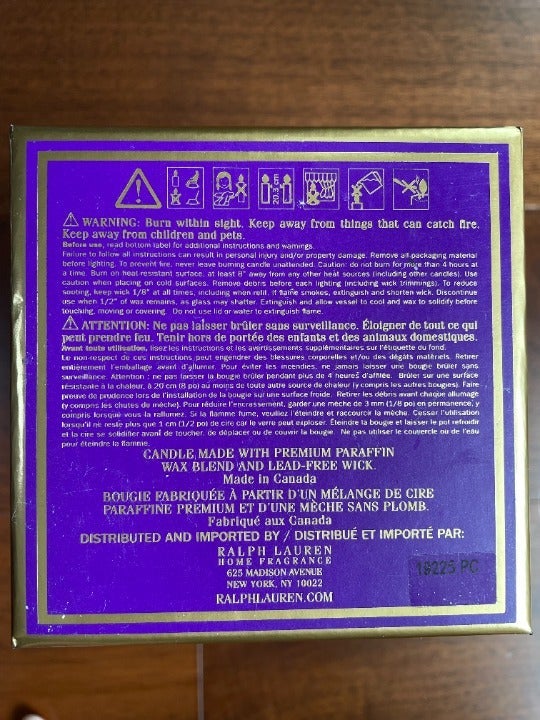 20.3 cm
WARNING: Burn within sight. Keep away from things that can catch fire.
Keep away from children and pets.
Before use, read bottom label for additional instructions and warnings.
Failure to follow all instructions can result in personal injury and/or property damage. Remove all packaging material
before lighting. To prevent fire, never leave burning candle unattended. Caution: do not burn for more than 4 hours at
a time. Burn on heat-resistant surface, at least 8" away from any other heat sources (including other candles). Use
caution when placing on cold surfaces. Remove debris before each lighting (including wick trimmings). To reduce
sooting, keep wick 1/8" at all times, including when relit. If flame smokes, extinguish and shorten wick. Discontinue
use when 1/2" of wax remains, as glass may shatter. Extinguish and allow vessel to cool and wax to solidify before
touching, moving or covering. Do not use lid or water to extinguish flame.
ATTENTION: Ne pas laisser brûler sans surveillance. Éloigner de tout ce qui
peut prendre feu. Tenir hors de portée des enfants et des animaux domestiques.
Avant toute utilisation, lisez les instructions et les avertissements supplémentaires sur l'étiquette du fond.
Le non-respect de ces instructions peut engendrer des blessures corporelles et/ou des dégâts matériels. Retirer
entièrement l'emballage avant d'allumer. Pour éviter les incendies, ne jamais laisser une bougie brûler sans
surveillance. Attention : ne pas laisser la bougie brûler pendant plus de 4 heures d'affilée. Brûler sur une surface
résistante à la chaleur, à 20 cm (8 po) au moins de toute autre source de chaleur (y compris les autres bougies). Faire
preuve de prudence lors de l'installation de la bougie sur une surface froide. Retirer les débris avant chaque allumage
(y compris les chutes de mèche). Pour réduire l'encrassement, garder une mèche de 3 mm (1/8 po) en permanence, y
compris lorsque vous la rallumez. Si la flamme fume, veuillez l'éteindre et raccourcir la mèche. Cesser l'utilisation
lorsqu'il ne reste plus que 1 cm (1/2 po) de cire car le verre peut exploser. Éteindre la bougie et laisser le pot refroidir
et la cire se solidifier avant de toucher, de déplacer ou de couvrir la bougie. Ne pas utiliser le couvercle ou de l'eau
pour éteindre la flamme.
CANDLE MADE WITH PREMIUM PARAFFIN
WAX BLEND AND LEAD-FREE WICK.
Made in Canada
BOUGIE FABRIQUÉE À PARTIR D'UN MÉLANGE DE CIRE
PARAFFINE PREMIUM ET D'UNE MÈCHE SANS PLOMB.
Fabriqué aux Canada
DISTRIBUTED AND IMPORTED BY / DISTRIBUÉ ET IMPORTÉ PAR:
RALPH LAUREN
HOME FRAGRANCE
625 MADISON AVENUE
NEW YORK, NY 10022
RALPHLAUREN.COM
18225 PC